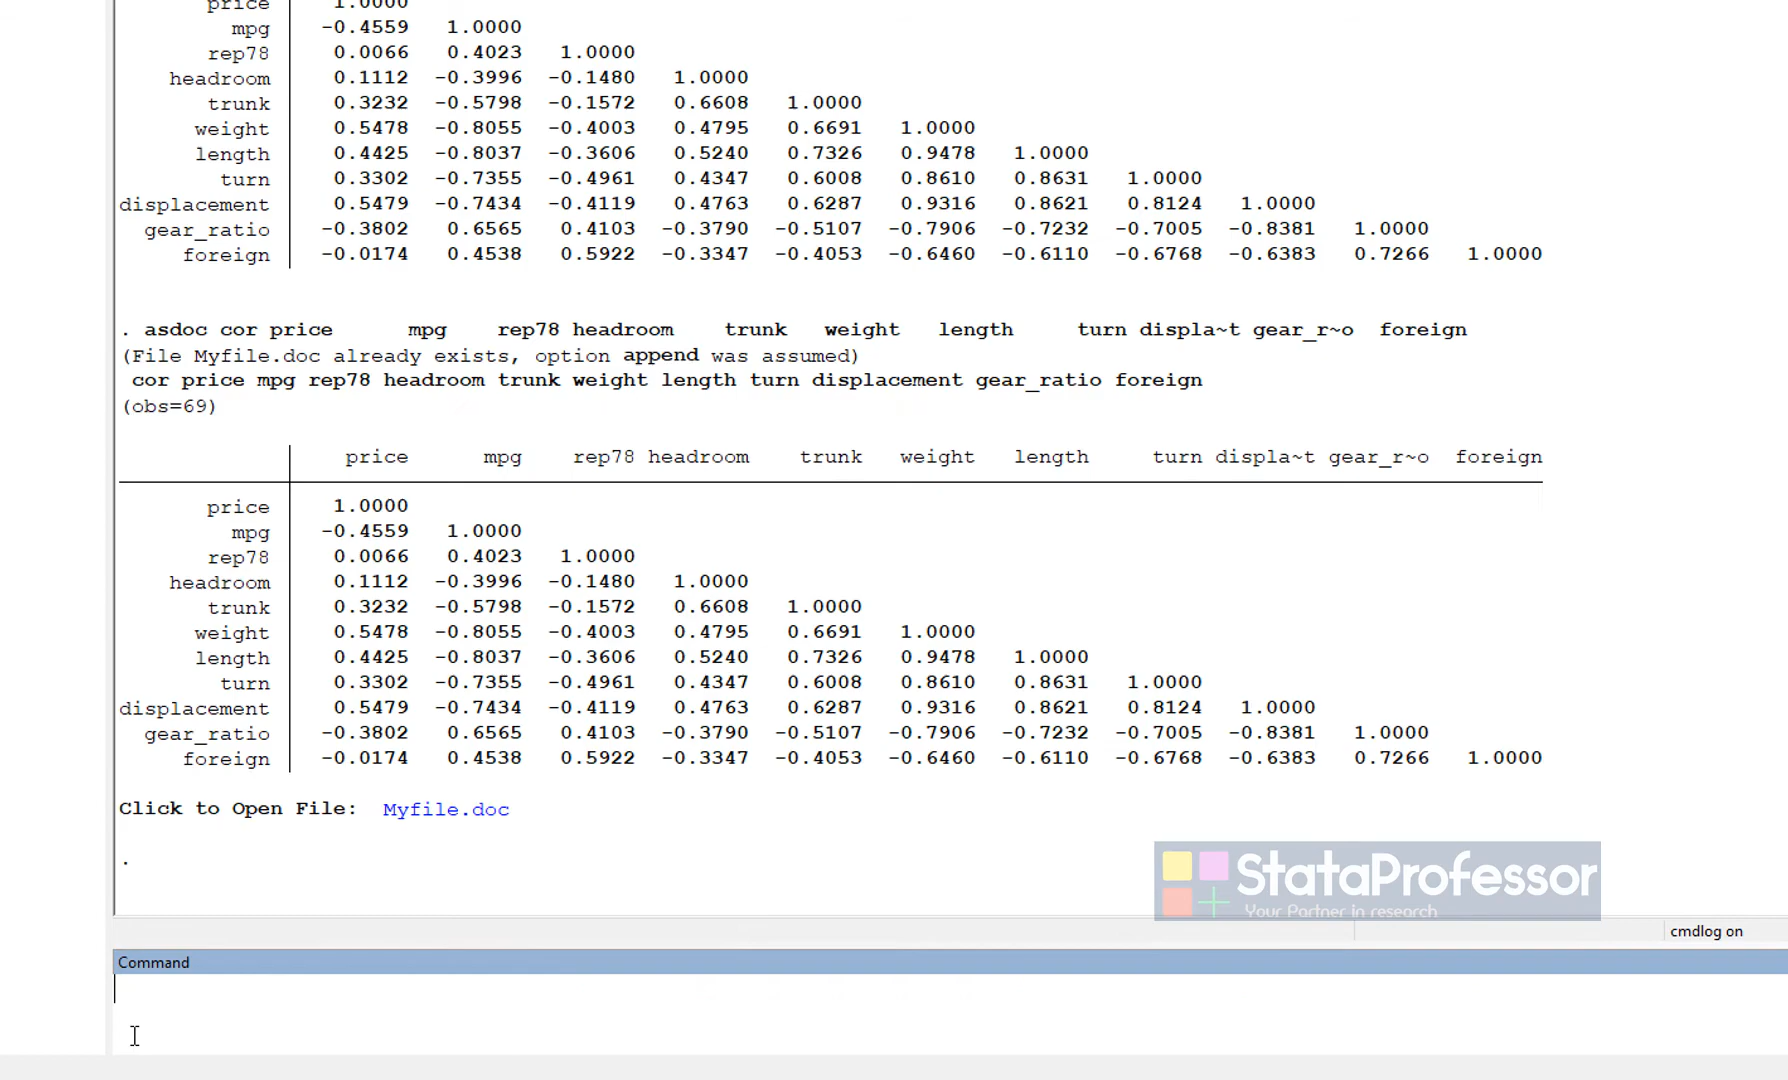 price 1.0000
mpg -0.4559 1.0000
rep78 0.0066 0.4023 1.0000
headroom 0.1112 -0.3996 -0.1480 1.0000
trunk 0.3232 -0.5798 -0.1572 0.6608 1.0000
weight 0.5478 -0.8055 -0.4003 0.4795 0.6691 1.0000
length 0.4425 -0.8037 -0.3606 0.5240 0.7326 0.9478 1.0000
turn 0.3302 -0.7355 -0.4961 0.4347 0.6008 0.8610 0.8631 1.0000
displacement 0.5479 -0.7434 -0.4119 0.4763 0.6287 0.9316 0.8621 0.8124 1.0000
gear_ratio -0.3802 0.6565 0.4103 -0.3790 -0.5107 -0.7906 -0.7232 -0.7005 -0.8381 1.0000
foreign -0.0174 0.4538 0.5922 -0.3347 -0.4053 -0.6460 -0.6110 -0.6768 -0.6383 0.7266 1.0000
. asdoc cor price mpg rep78 headroom trunk weight length turn displa~t gear_r~o foreign
(File Myfile.doc already exists, option append was assumed)
cor price mpg rep78 headroom trunk weight length turn displacement gear_ratio foreign
(obs=69)
price mpg rep78 headroom trunk weight length turn displa~t gear_r~o foreign
price 1.0000
mpg -0.4559 1.0000
rep78 0.0066 0.4023 1.0000
headroom 0.1112 -0.3996 -0.1480 1.0000
trunk 0.3232 -0.5798 -0.1572 0.6608 1.0000
weight 0.5478 -0.8055 -0.4003 0.4795 0.6691 1.0000
length 0.4425 -0.8037 -0.3606 0.5240 0.7326 0.9478 1.0000
turn 0.3302 -0.7355 -0.4961 0.4347 0.6008 0.8610 0.8631 1.0000
displacement 0.5479 -0.7434 -0.4119 0.4763 0.6287 0.9316 0.8621 0.8124 1.0000
gear_ratio -0.3802 0.6565 0.4103 -0.3790 -0.5107 -0.7906 -0.7232 -0.7005 -0.8381 1.0000
foreign -0.0174 0.4538 0.5922 -0.3347 -0.4053 -0.6460 -0.6110 -0.6768 -0.6383 0.7266 1.0000
Click to Open File: Myfile.doc
.
StataProfessor
Your Partner in research
cmdlog on
Command